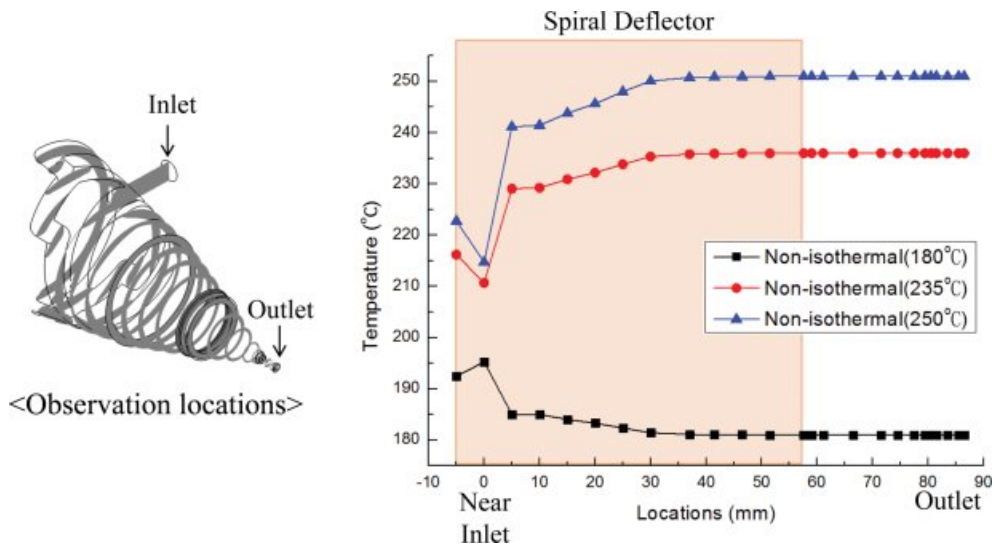 Spiral Deflector
Inlet
Outlet
<Observation locations>
250
240
230
220
210
200
190
180
Temperature (°C)
Non-isothermal(180℃)
Non-isothermal(235℃)
Non-isothermal(250℃)
-10 0 10 20 30 40 50 60 70 80 90
Near
Inlet
Locations (mm)
Outlet